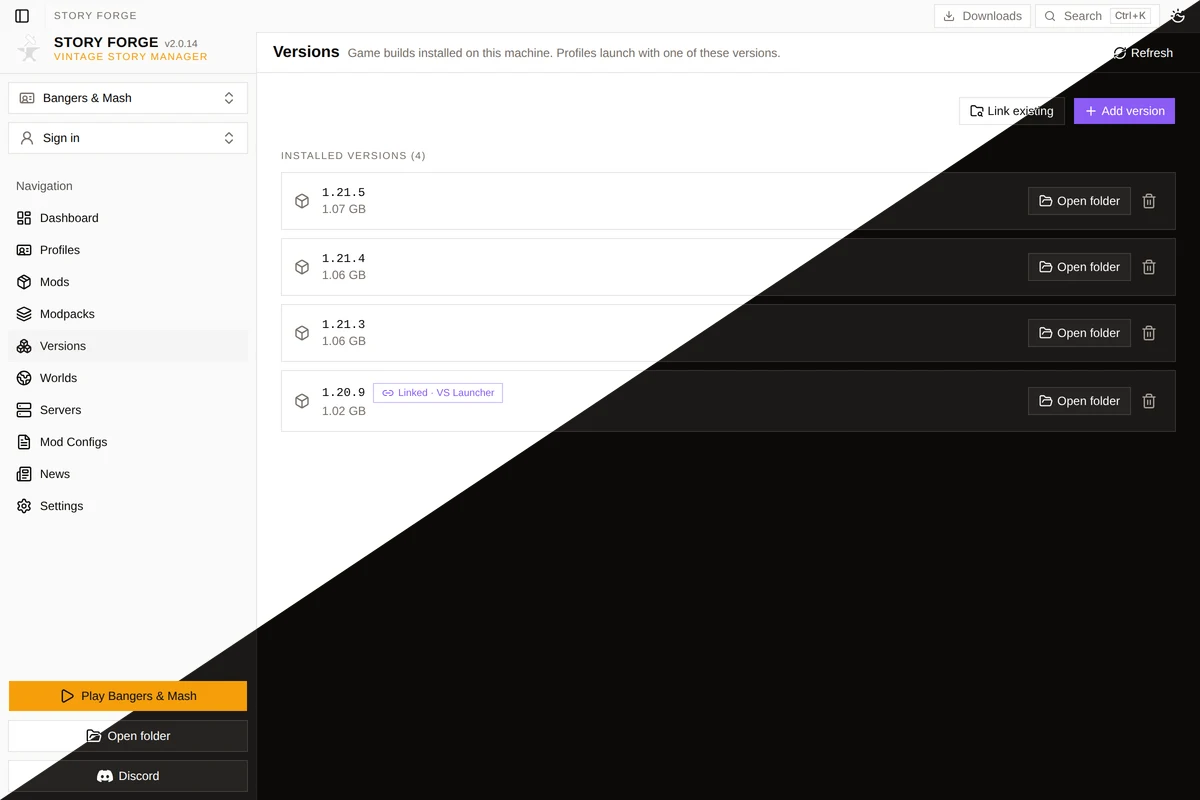 STORY FORGE
Downloads
Search Ctrl+K
STORY FORGE v2.0.14
VINTAGE STORY MANAGER
Versions Game builds installed on this machine. Profiles launch with one of these versions.
Refresh
Bangers & Mash
Sign in
Link existing
Add version
Navigation
Dashboard
Profiles
Mods
Modpacks
Versions
Worlds
Servers
Mod Configs
News
Settings
INSTALLED VERSIONS (4)
1.21.5
1.07 GB
Open folder
1.21.4
1.06 GB
Open folder
1.21.3
1.06 GB
Open folder
1.20.9 Linked · VS Launcher
1.02 GB
Open folder
Play Bangers & Mash
Open folder
Discord